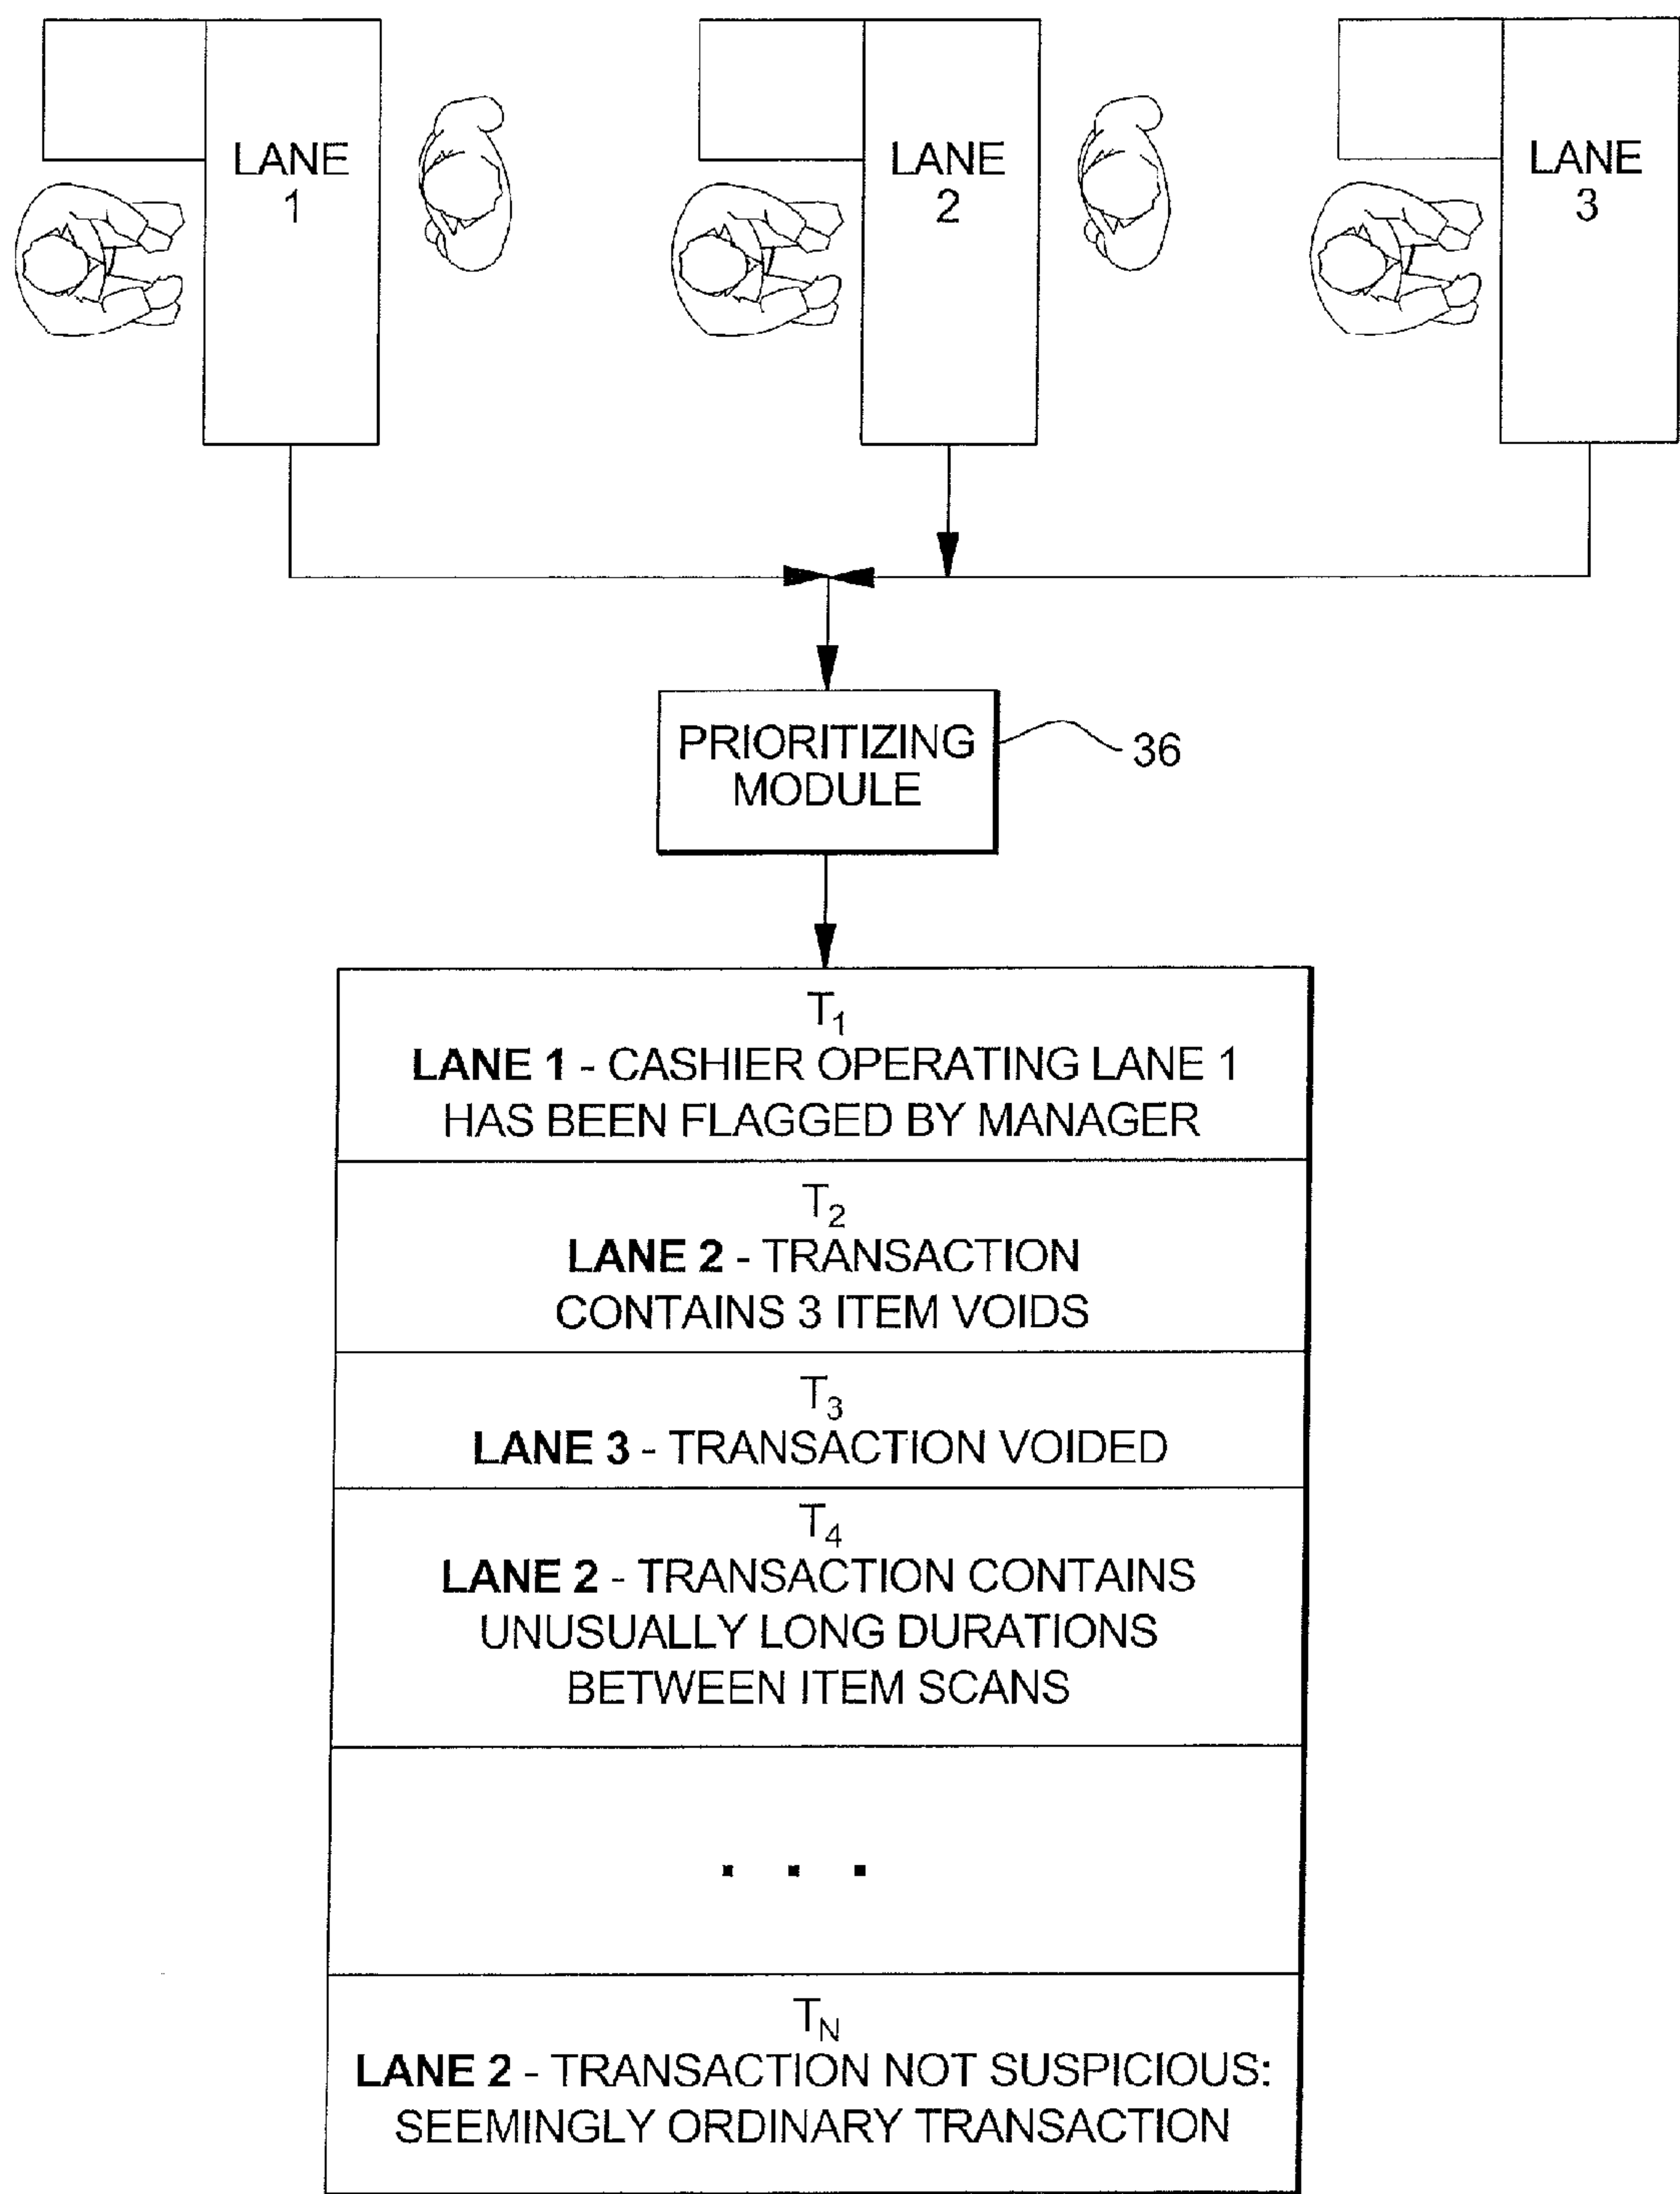 LANE
1
LANE
2
LANE
3
PRIORITIZING
MODULE
36
T1
LANE 1 - CASHIER OPERATING LANE 1
HAS BEEN FLAGGED BY MANAGER
T2
LANE 2 - TRANSACTION
CONTAINS 3 ITEM VOIDS
T3
LANE 3 - TRANSACTION VOIDED
T4
LANE 2 - TRANSACTION CONTAINS
UNUSUALLY LONG DURATIONS
BETWEEN ITEM SCANS
. . .
TN
LANE 2 - TRANSACTION NOT SUSPICIOUS:
SEEMINGLY ORDINARY TRANSACTION